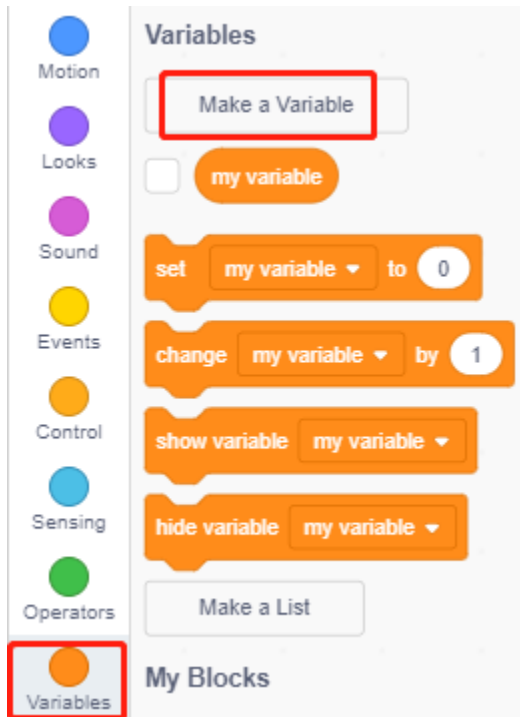 Motion
Looks
Sound
Events
Control
Sensing
Operators
Variables
Variables
Make a Variable
my variable
set my variable to 0
change my variable by 1
show variable my variable
hide variable my variable
Make a List
My Blocks